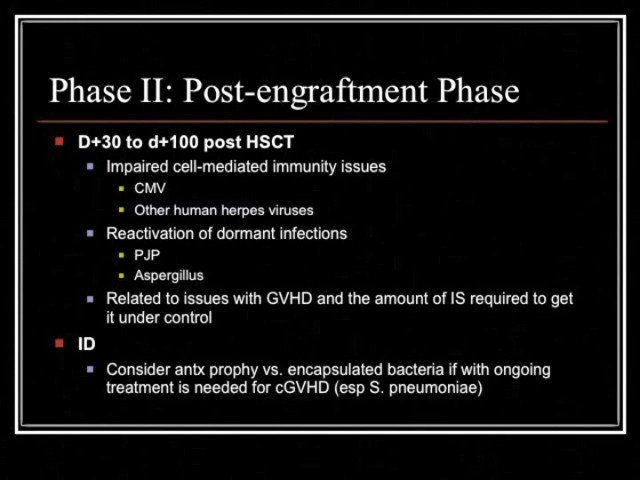 Phase II: Post-engraftment Phase
D+30 to d+100 post HSCT
Impaired cell-mediated immunity issues
CMV
Other human herpes viruses
Reactivation of dormant infections
PJP
Aspergillus
Related to issues with GVHD and the amount of IS required to get
it under control
ID
Consider antx prophy vs. encapsulated bacteria if with ongoing
treatment is needed for cGVHD (esp S. pneumoniae)